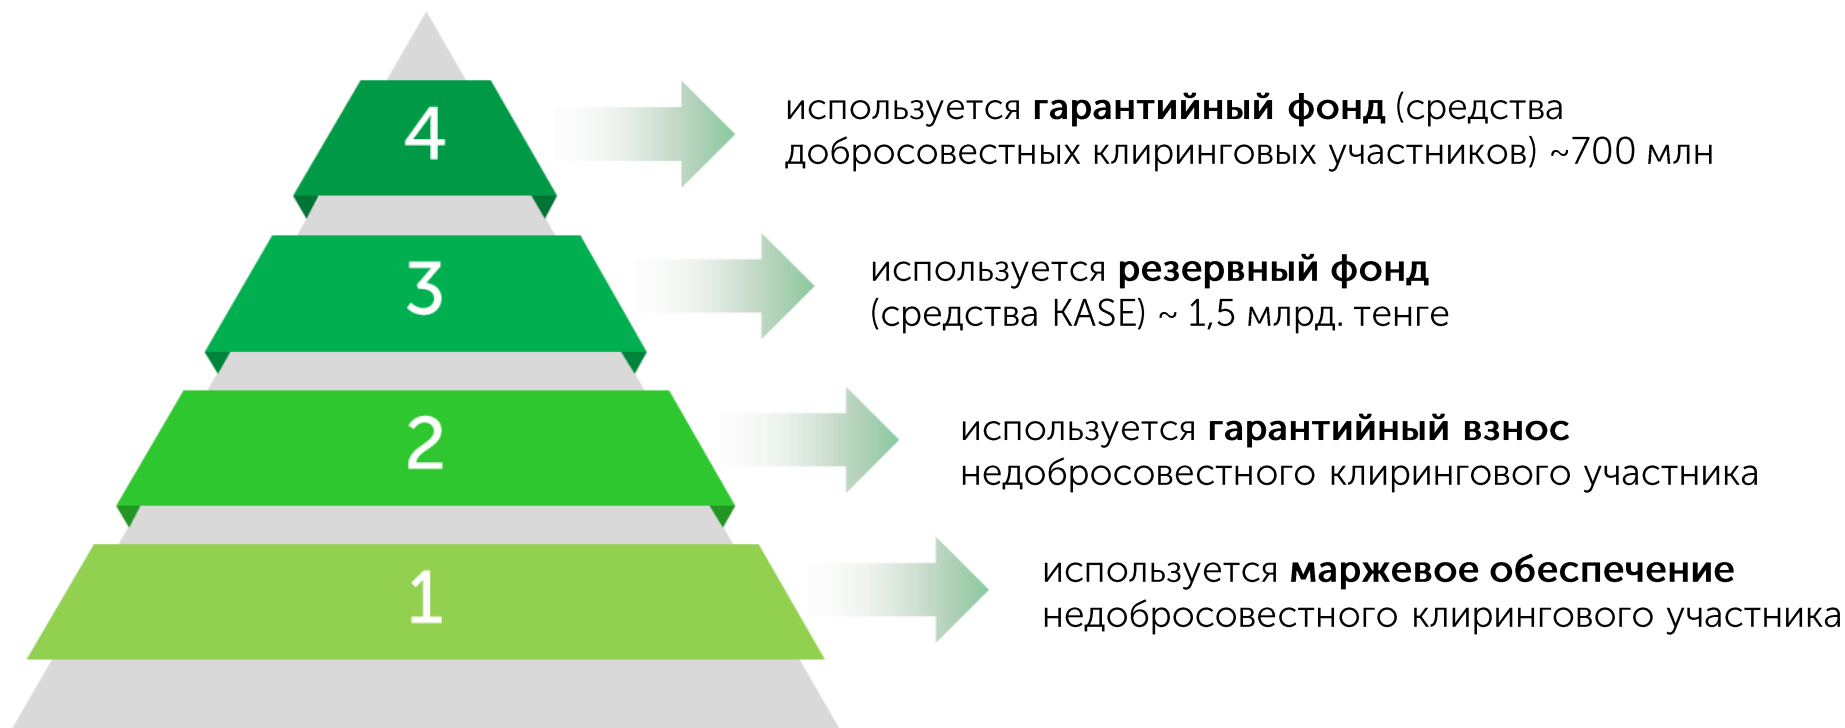 4
используется гарантийный фонд (средства
добросовестных клиринговых участников) ~700 млн
3
используется резервный фонд
(средства KASE) ~ 1,5 млрд. тенге
2
используется гарантийный взнос
недобросовестного клирингового участника
1
используется маржевое обеспечение
недобросовестного клирингового участника